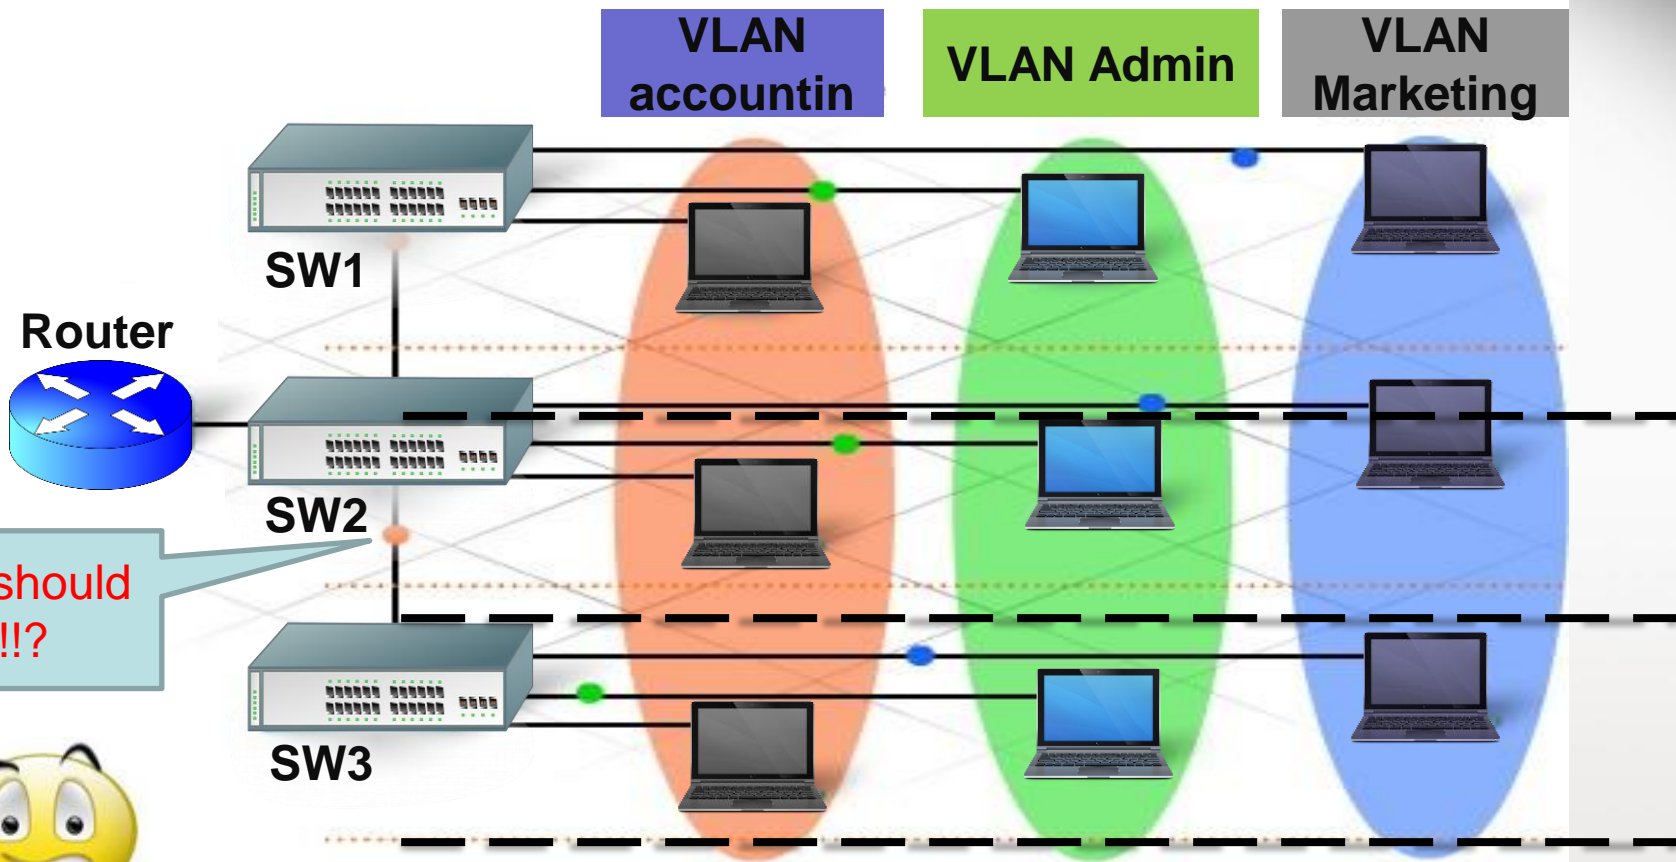 VLAN
accountin
VLAN Admin
VLAN
Marketing
SW1
Router
SW2
should
!!?
SW3